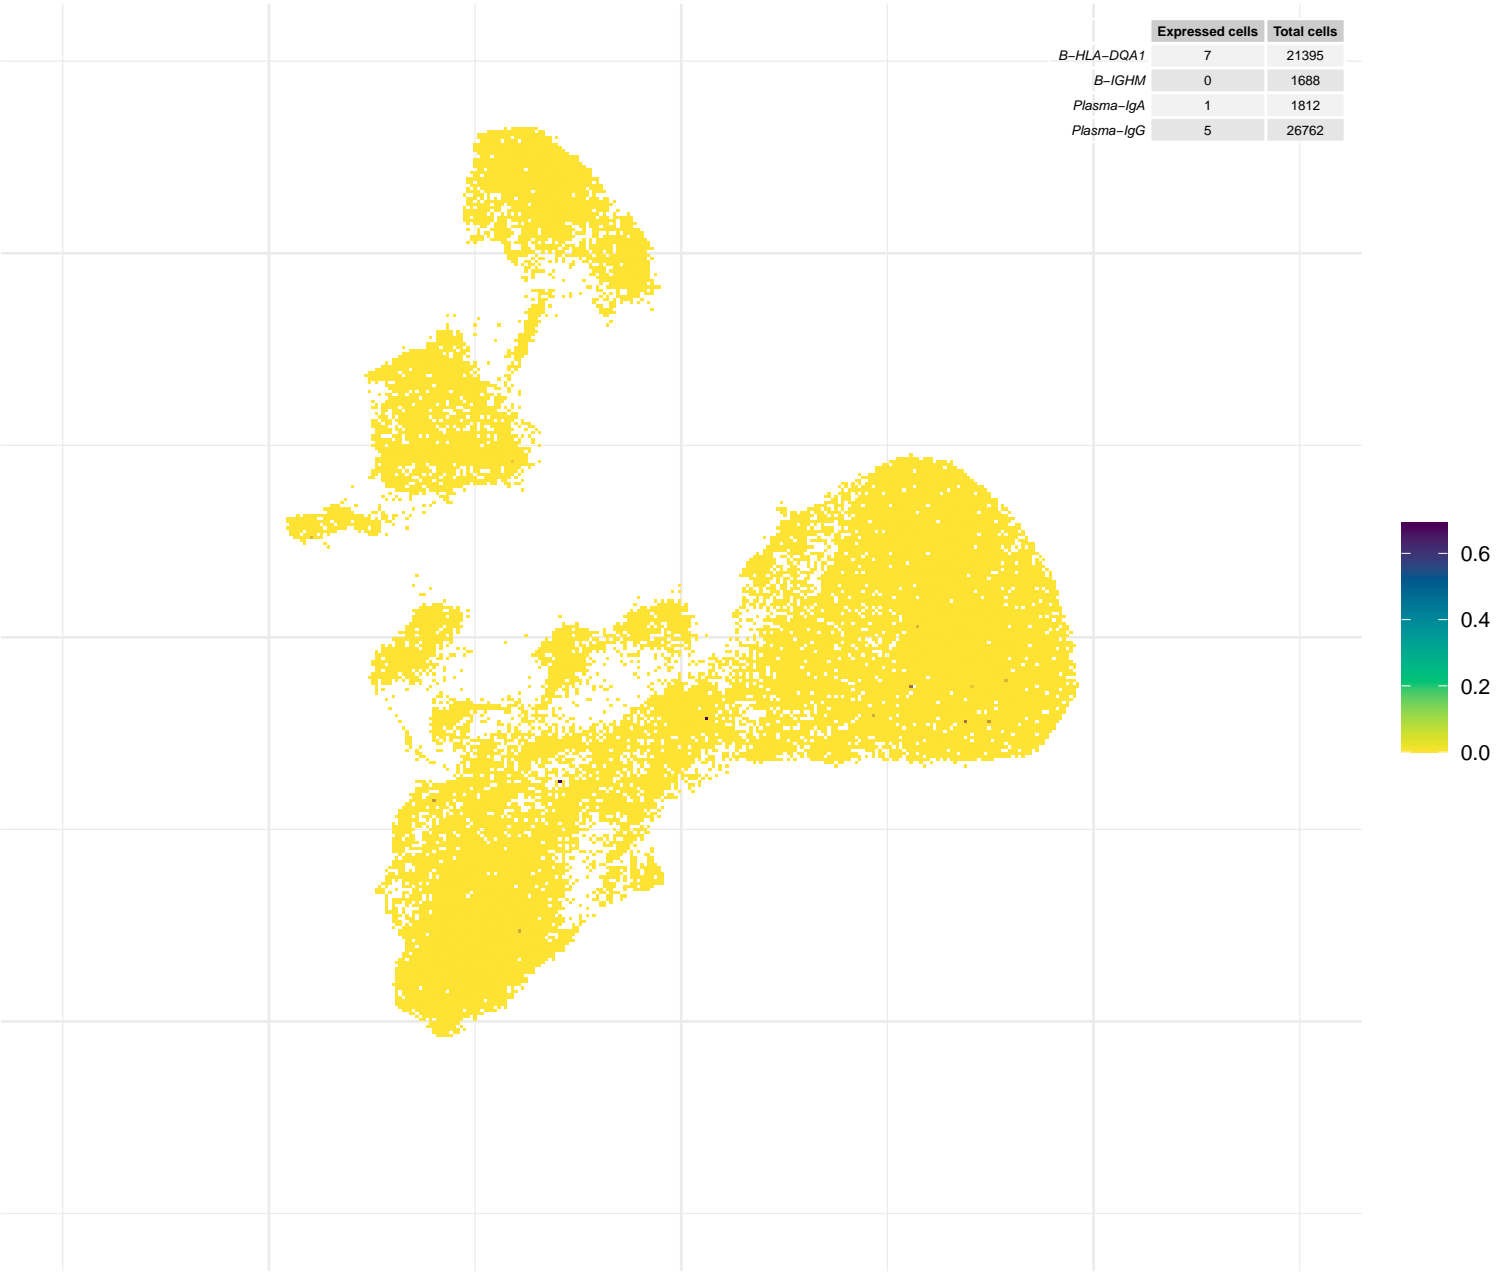 Expressed cells Total cells
B–HLA–DQA1 7 21395
B–IGHM 0 1688
Plasma–IgA 1 1812
Plasma–IgG 5 26762
0.6
0.4
0.2
0.0